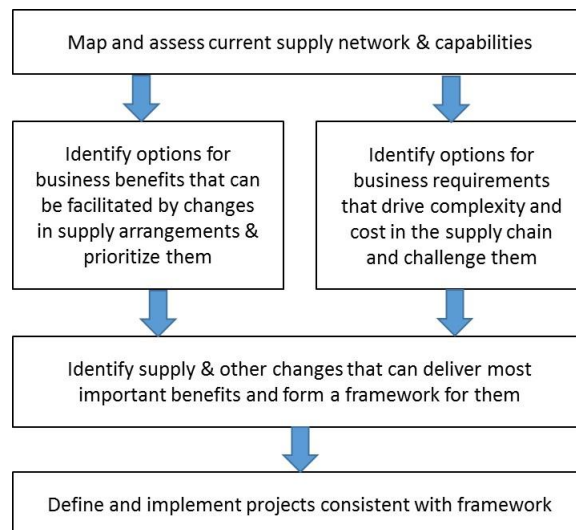 Map and assess current supply network & capabilities
Identify options for
business benefits that can
be facilitated by changes
in supply arrangements &
prioritize them
Identify options for
business requirements
that drive complexity and
cost in the supply chain
and challenge them
Identify supply & other changes that can deliver most
important benefits and form a framework for them
Define and implement projects consistent with framework